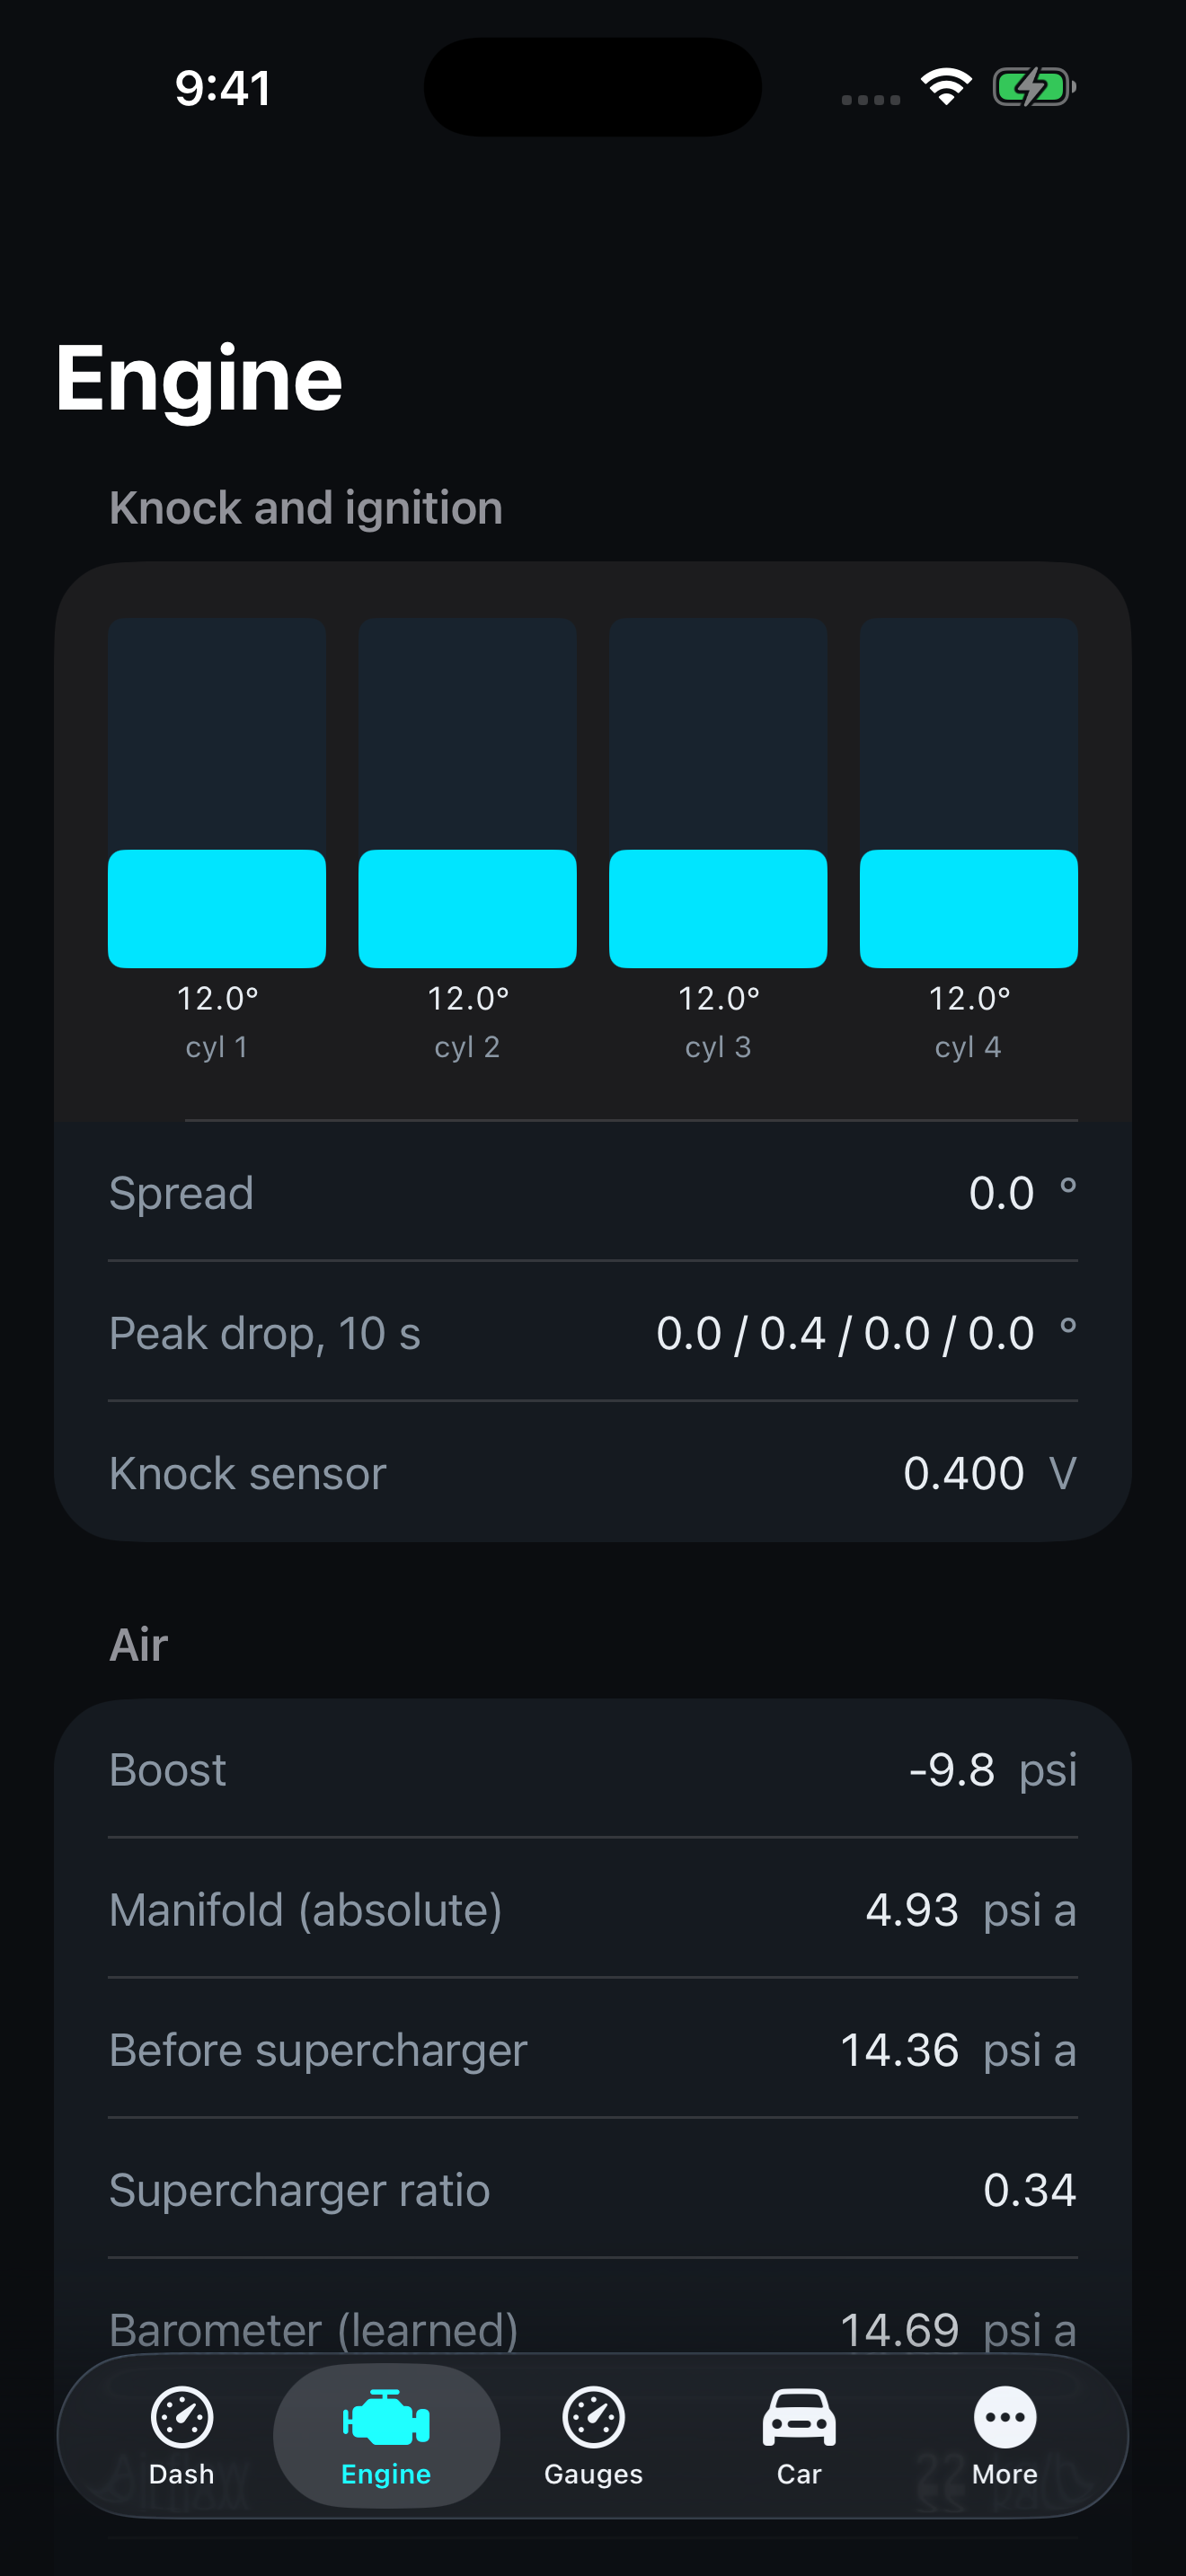 9:41
Engine
Knock and ignition
12.0° 12.0° 12.0° 12.0°
cyl 1 cyl 2 cyl 3 cyl 4
Spread 0.0 °
Peak drop, 10 s 0.0 / 0.4 / 0.0 / 0.0 °
Knock sensor 0.400 V
Air
Boost -9.8 psi
Manifold (absolute) 4.93 psi a
Before supercharger 14.36 psi a
Supercharger ratio 0.34
Barometer (learned) 14.69 psi a
Dash Engine Gauges Car More